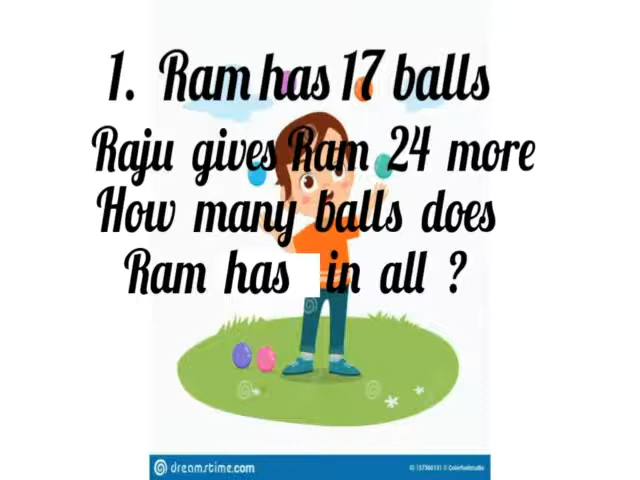 1. Ram has 17 balls
Raju gives Ram 24 more
How many balls does
Ram has in all ?
dreamstime.com